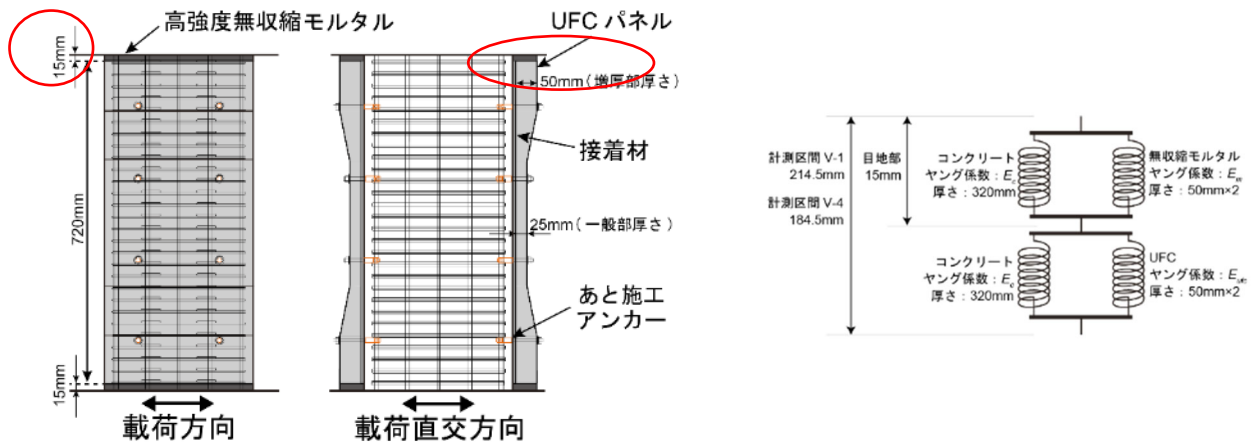 高強度無収縮モルタル
UFC パネル
15mm
50mm(増厚部厚さ)
接着材
720mm
25mm(一般部厚さ)
あと施工
アンカー
15mm
載荷方向
載荷直交方向
計測区間 V-1
214.5mm
計測区間 V-4
184.5mm
目地部
15mm
コンクリート
ヤング係数：Ec
厚さ：320mm
無収縮モルタル
ヤング係数：Em
厚さ：50mm×2
コンクリート
ヤング係数：Ec
厚さ：320mm
UFC
ヤング係数：
厚さ：50mm×2